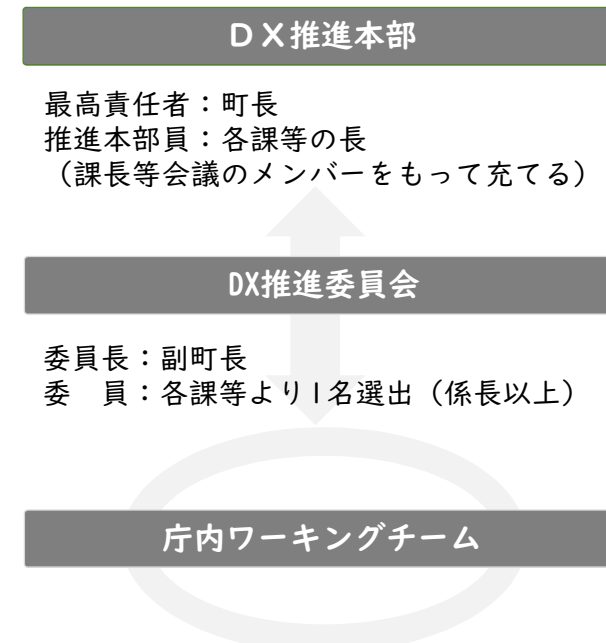 ＤＸ推進本部
最高責任者：町長
推進本部員：各課等の長
（課長等会議のメンバーをもって充てる）
DX推進委員会
委員長：副町長
委　員：各課等より1名選出（係長以上）
庁内ワーキングチーム